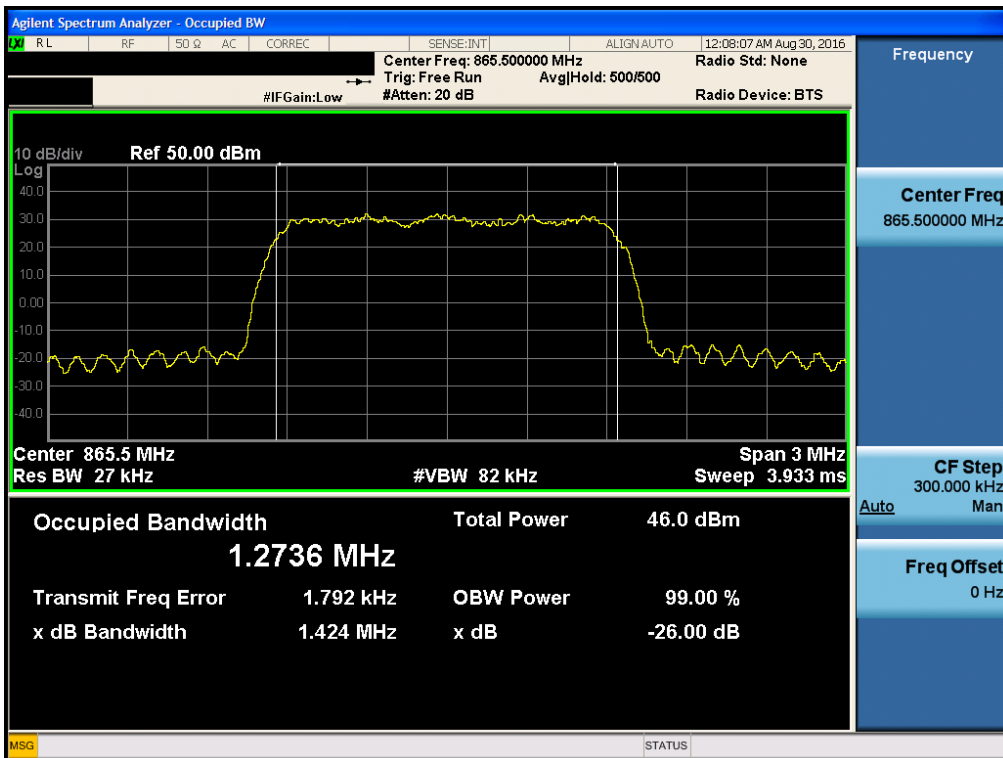 Agilent Spectrum Analyzer - Occupied BW
LXI RL RF 50 Ω AC CORREC SENSE:INT ALIGNAUTO 12:08:07 AM Aug 30, 2016
Center Freq: 865.500000 MHz Radio Std: None
Trig: Free Run Avg|Hold: 500/500
#IFGain:Low #Atten: 20 dB Radio Device: BTS
10 dB/div Ref 50.00 dBm
Log
40.0
30.0
20.0
10.0
0.00
-10.0
-20.0
-30.0
-40.0
Center 865.5 MHz Span 3 MHz
Res BW 27 kHz #VBW 82 kHz Sweep 3.933 ms
Occupied Bandwidth Total Power 46.0 dBm
1.2736 MHz
Transmit Freq Error 1.792 kHz OBW Power 99.00 %
x dB Bandwidth 1.424 MHz x dB -26.00 dB
Frequency
Center Freq
865.500000 MHz
CF Step
300.000 kHz
Auto Man
Freq Offset
0 Hz
MSG STATUS